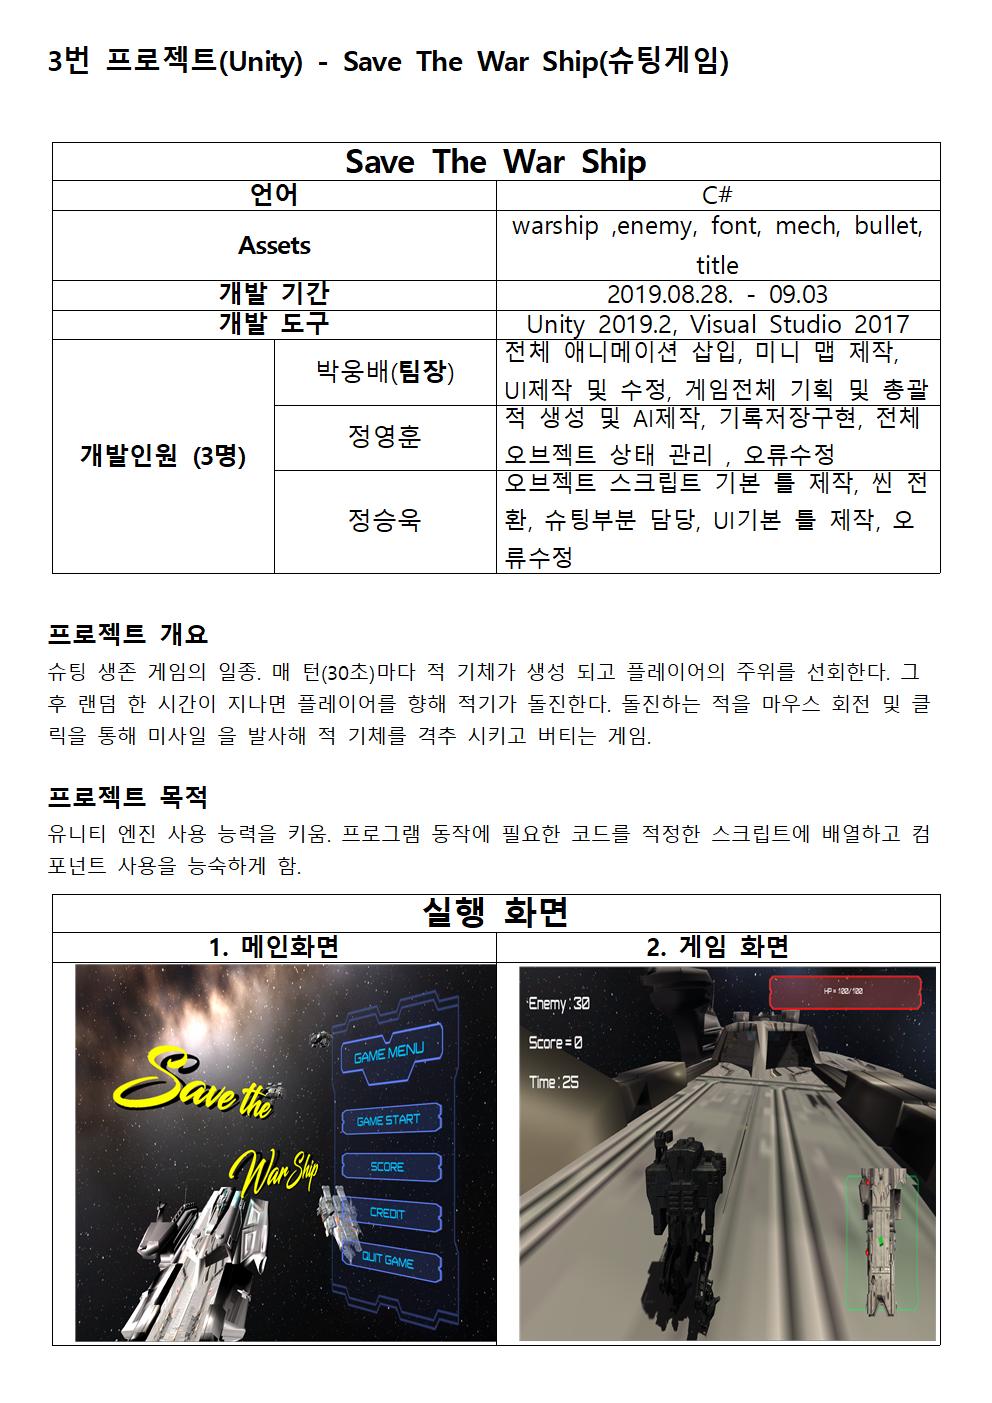 3번 프로젝트(Unity) - Save The War Ship(슈팅게임)
Save The War Ship
언어
C#
Assets
warship ,enemy, font, mech, bullet,
title
개발 기간
2019.08.28. - 09.03
개발 도구
Unity 2019.2, Visual Studio 2017
개발인원 (3명)
박웅배(팀장)
전체 애니메이션 삽입, 미니 맵 제작,
UI제작 및 수정, 게임전체 기획 및 총괄
정영훈
적 생성 및 AI제작, 기록저장구현, 전체
오브젝트 상태 관리 , 오류수정
정승욱
오브젝트 스크립트 기본 틀 제작, 씬 전
환, 슈팅부분 담당, UI기본 틀 제작, 오
류수정
프로젝트 개요
슈팅 생존 게임의 일종. 매 턴(30초)마다 적 기체가 생성 되고 플레이어의 주위를 선회한다. 그
후 랜덤 한 시간이 지나면 플레이어를 향해 적기가 돌진한다. 돌진하는 적을 마우스 회전 및 클
릭을 통해 미사일 을 발사해 적 기체를 격추 시키고 버티는 게임.
프로젝트 목적
유니티 엔진 사용 능력을 키움. 프로그램 동작에 필요한 코드를 적정한 스크립트에 배열하고 컴
포넌트 사용을 능숙하게 함.
실행 화면
1. 메인화면
2. 게임 화면
Save the
War Ship
GAME MENU
GAME START
SCORE
CREDIT
QUIT GAME
Enemy : 30
Score = 0
Time : 25
HP = 100/100